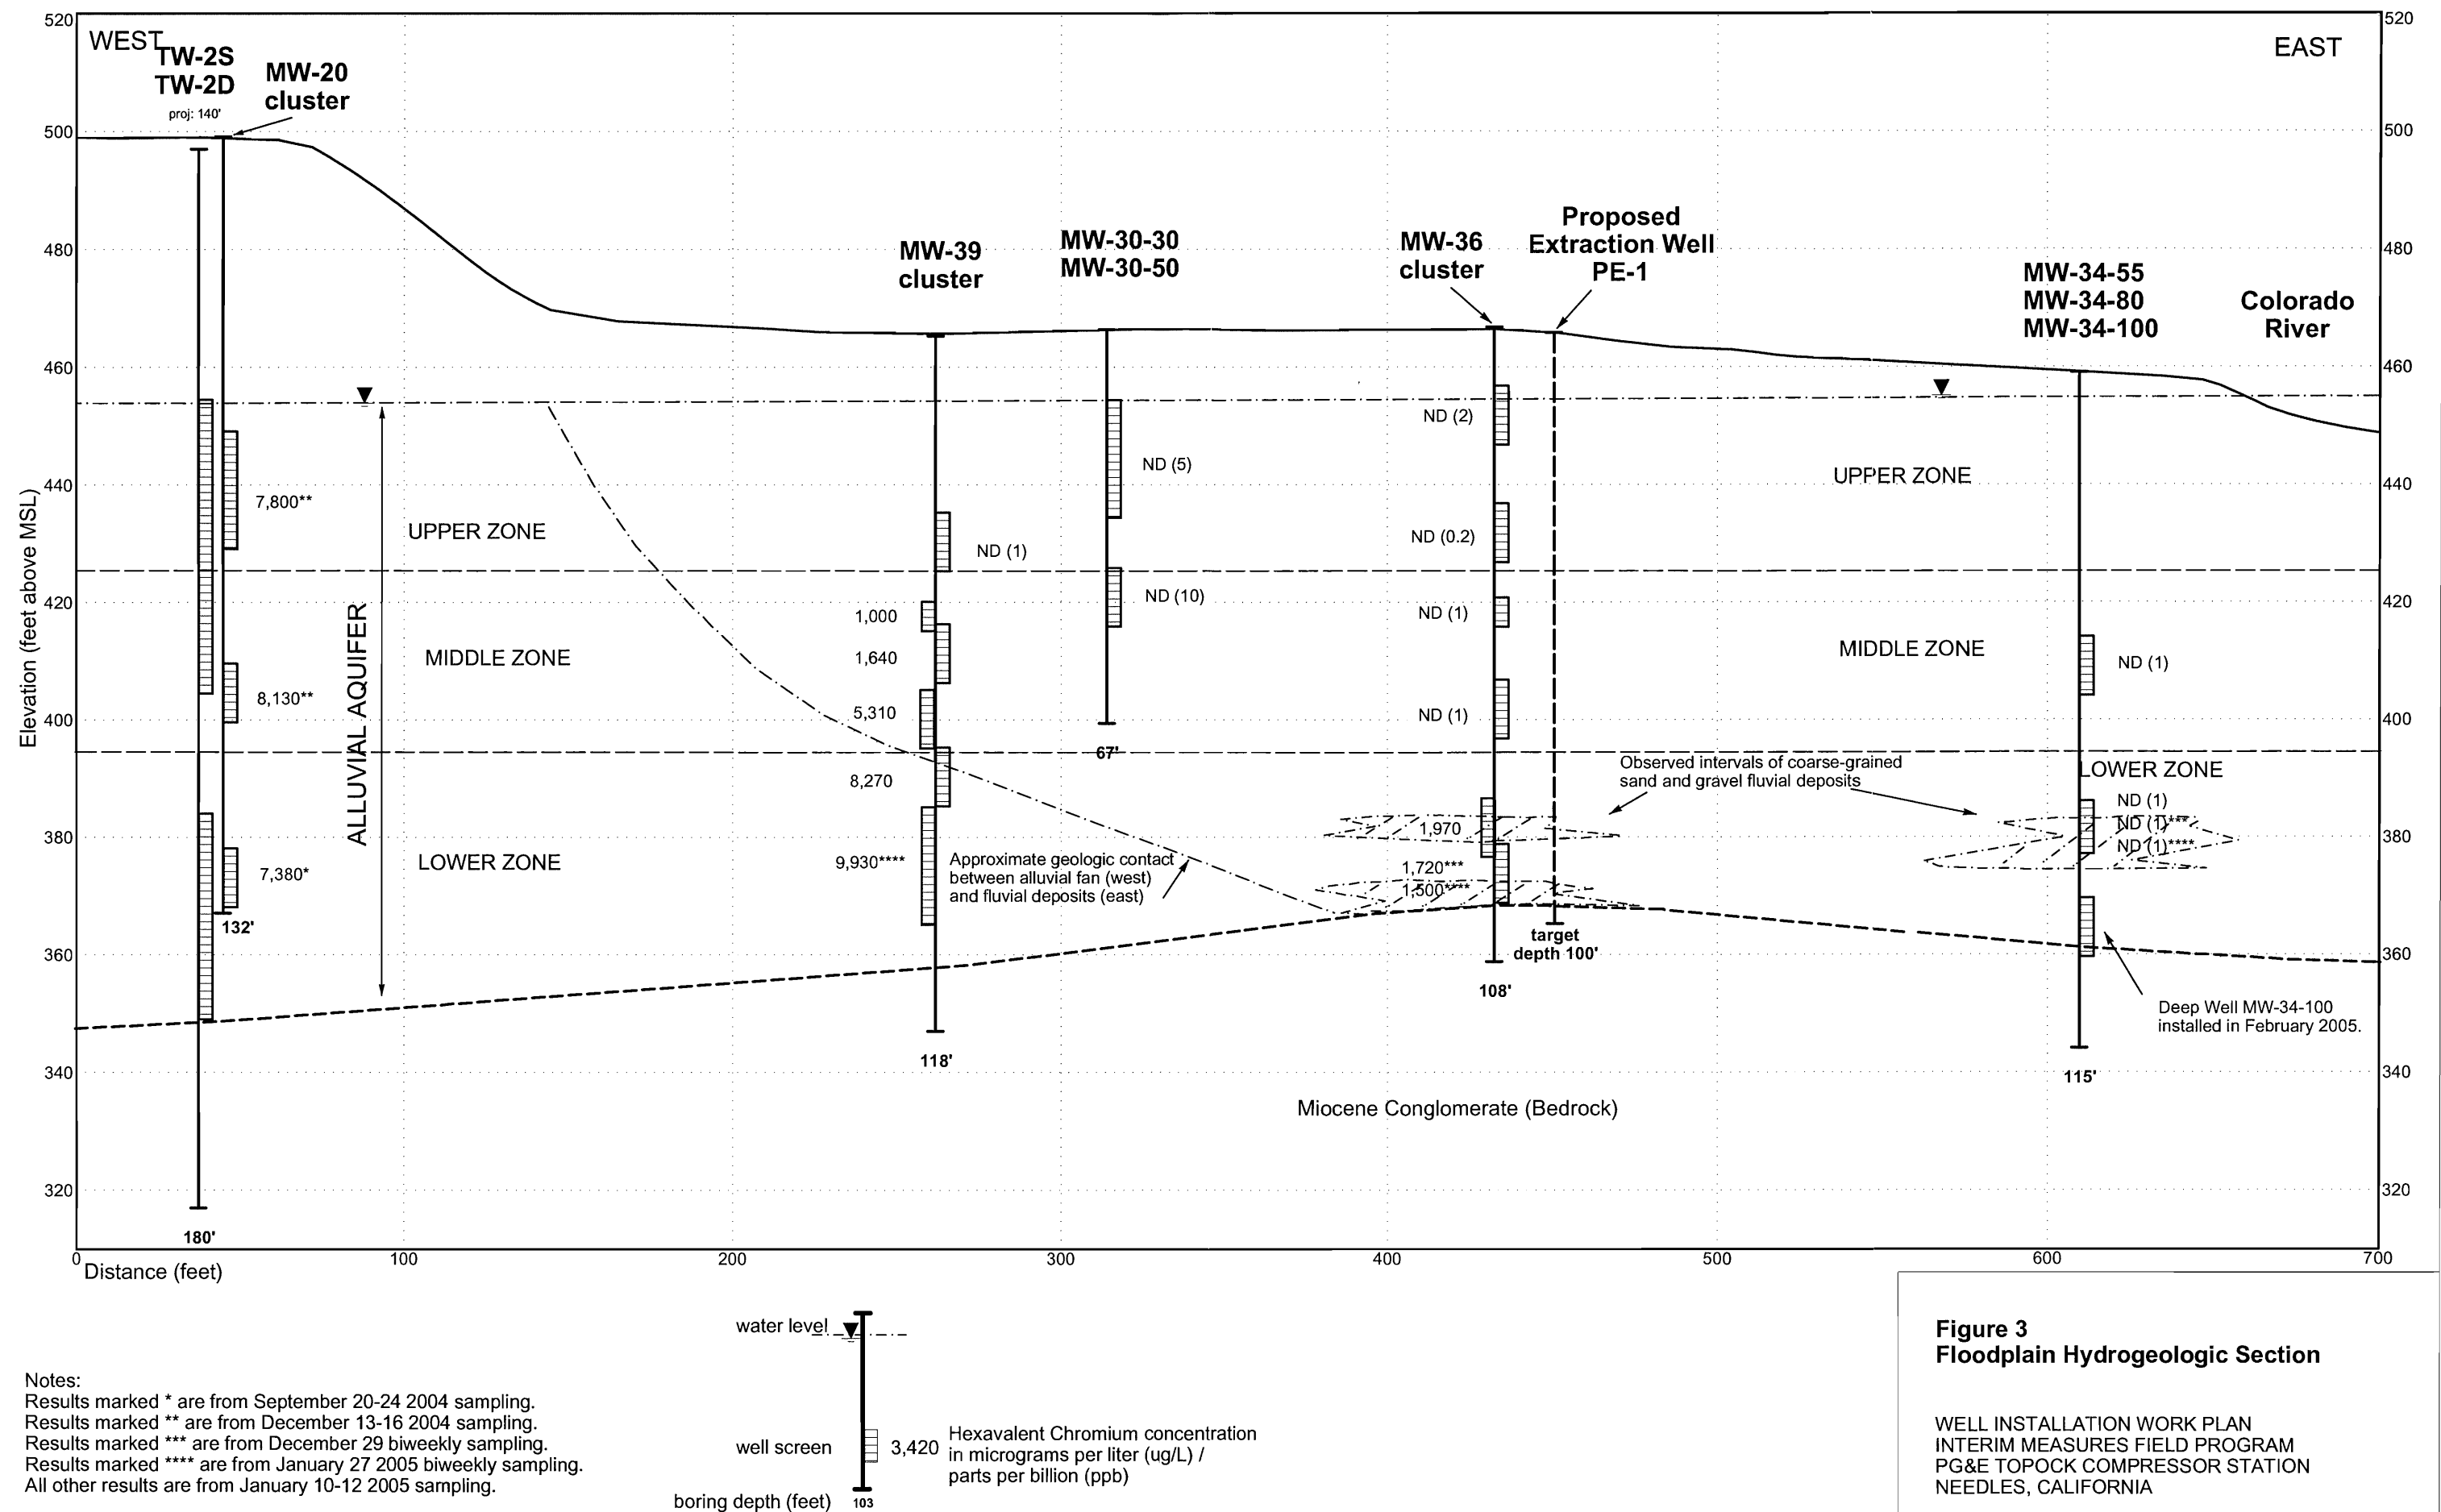 520
520
WEST
EAST
TW-2S
TW-2D
proj: 140'
MW-20
cluster
500
500
480
480
MW-39
cluster
MW-30-30
MW-30-50
MW-36
cluster
Proposed
Extraction Well
PE-1
MW-34-55
MW-34-80
MW-34-100
Colorado
River
460
460
Elevation (feet above MSL)
ND (2)
ND (5)
7,800**
440
440
UPPER ZONE
UPPER ZONE
ND (1)
ND (0.2)
420
420
ND (10)
1,000
ND (1)
ALLUVIAL AQUIFER
MIDDLE ZONE
1,640
MIDDLE ZONE
ND (1)
8,130**
5,310
ND (1)
400
400
67'
Observed intervals of coarse-grained
sand and gravel fluvial deposits
LOWER ZONE
8,270
ND (1)
1,970
ND (1)***
ND (1)****
380
380
LOWER ZONE
7,380*
9,930****
Approximate geologic contact
between alluvial fan (west)
and fluvial deposits (east)
1,720***
1,500****
132'
target
depth 100'
360
360
108'
Deep Well MW-34-100
installed in February 2005.
118'
115'
340
340
Miocene Conglomerate (Bedrock)
320
320
180'
0
100
200
300
400
500
600
700
Distance (feet)
water level
well screen
3,420
Hexavalent Chromium concentration
in micrograms per liter (ug/L) /
parts per billion (ppb)
boring depth (feet)
103
Notes:
Results marked * are from September 20-24 2004 sampling.
Results marked ** are from December 13-16 2004 sampling.
Results marked *** are from December 29 biweekly sampling.
Results marked **** are from January 27 2005 biweekly sampling.
All other results are from January 10-12 2005 sampling.
Figure 3
Floodplain Hydrogeologic Section
WELL INSTALLATION WORK PLAN
INTERIM MEASURES FIELD PROGRAM
PG&E TOPOCK COMPRESSOR STATION
NEEDLES, CALIFORNIA